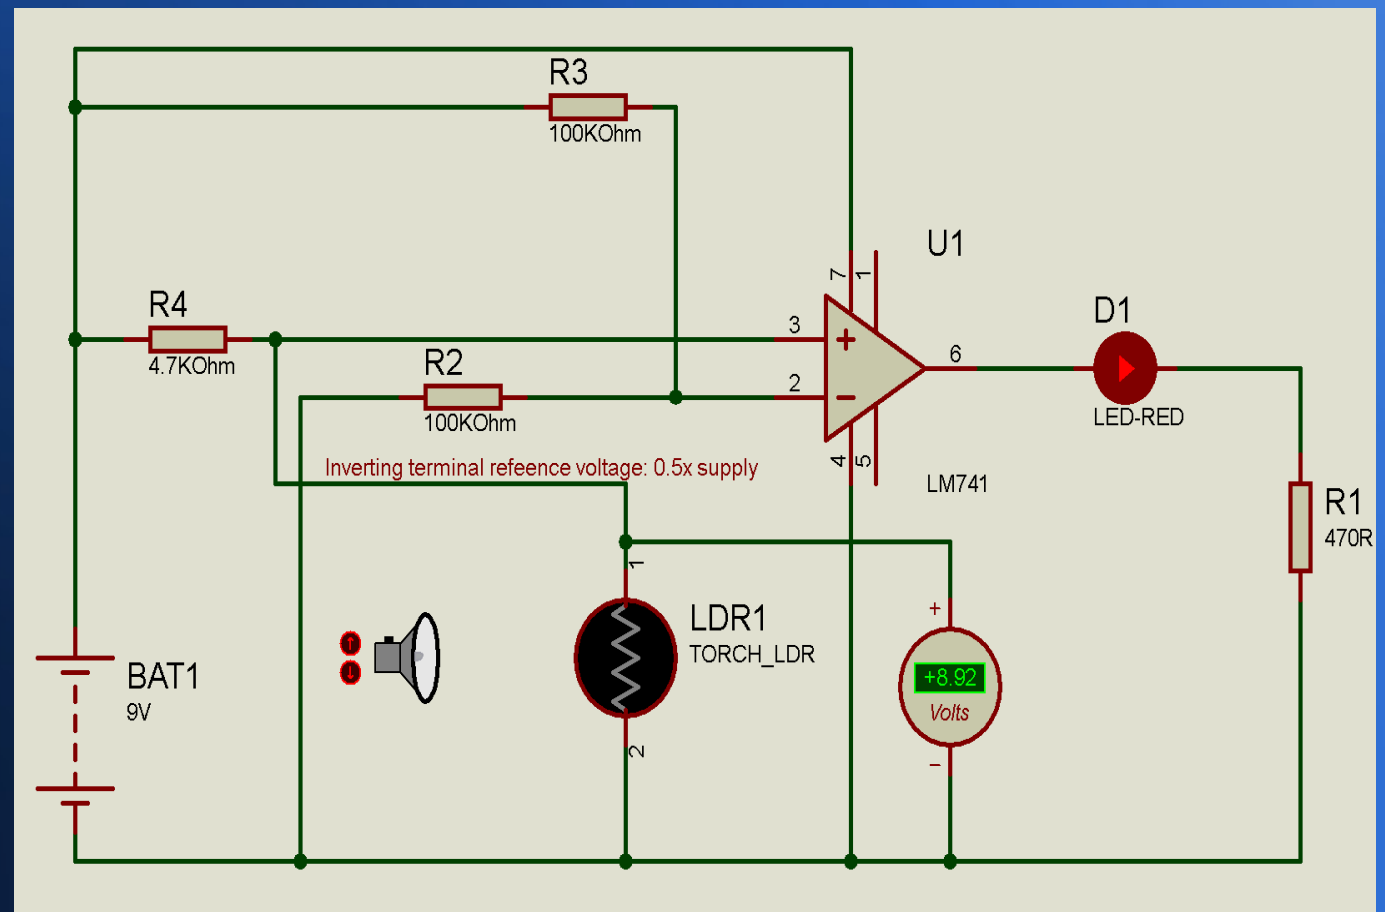 R3
100KOhm
U1
7
1
R4
4.7KOhm
3
+
D1
6
R2
100KOhm
2
−
LED-RED
Inverting terminal refeence voltage: 0.5x supply
4
5
LM741
R1
470R
1
LDR1
TORCH_LDR
+
BAT1
9V
+8.92
Volts
2
−